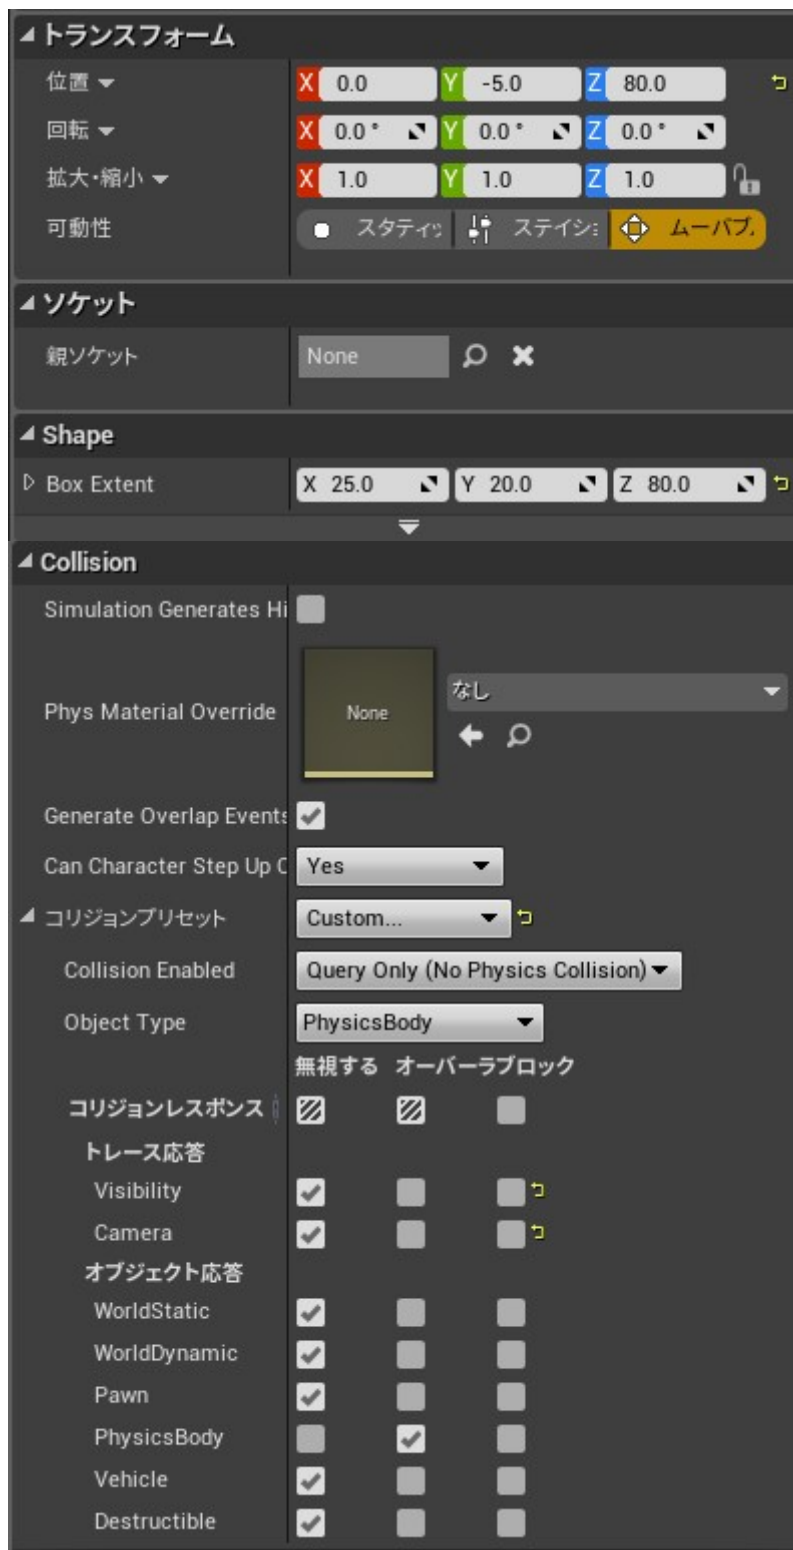 トランスフォーム
位置 X 0.0 Y -5.0 Z 80.0
回転 X 0.0 ° Y 0.0 ° Z 0.0 °
拡大・縮小 X 1.0 Y 1.0 Z 1.0
可動性 スタティッ ステイショ ムーバブ
ソケット
親ソケット None
Shape
Box Extent X 25.0 Y 20.0 Z 80.0
Collision
Simulation Generates Hi
Phys Material Override None なし
Generate Overlap Events
Can Character Step Up C Yes
コリジョンプリセット Custom...
Collision Enabled Query Only (No Physics Collision)
Object Type PhysicsBody
無視する オーバーラブロック
コリジョンレスポンス
トレース応答
Visibility
Camera
オブジェクト応答
WorldStatic
WorldDynamic
Pawn
PhysicsBody
Vehicle
Destructible